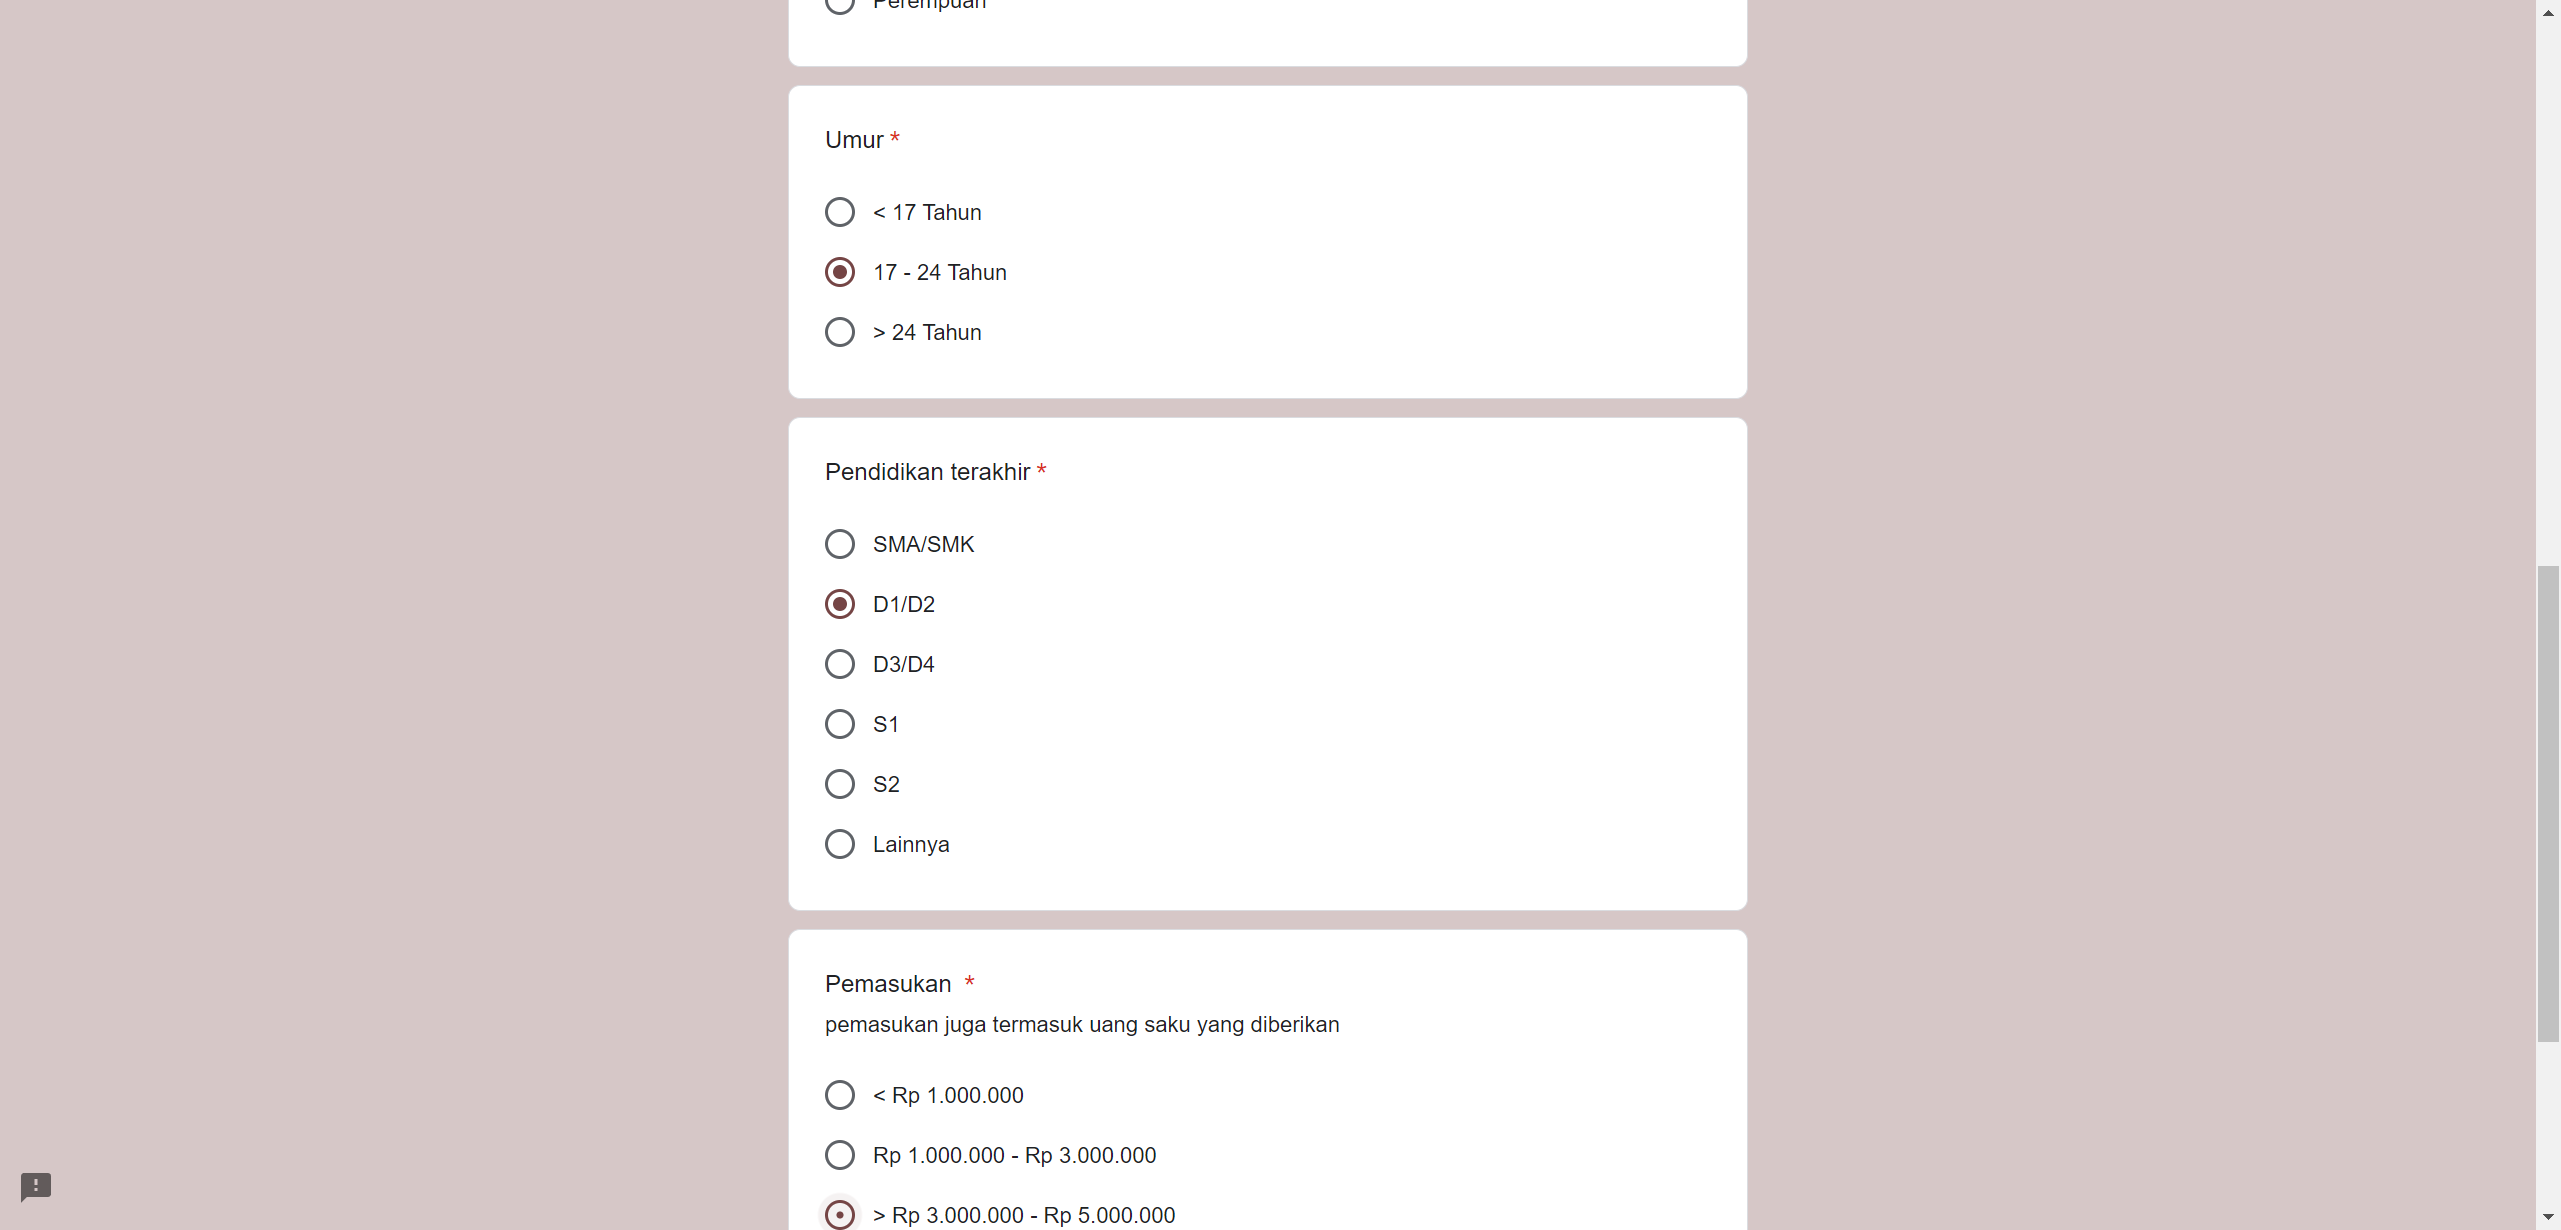 Perempuan
Umur *
< 17 Tahun
17 - 24 Tahun
> 24 Tahun
Pendidikan terakhir *
SMA/SMK
D1/D2
D3/D4
S1
S2
Lainnya
Pemasukan *
pemasukan juga termasuk uang saku yang diberikan
< Rp 1.000.000
Rp 1.000.000 - Rp 3.000.000
> Rp 3.000.000 - Rp 5.000.000